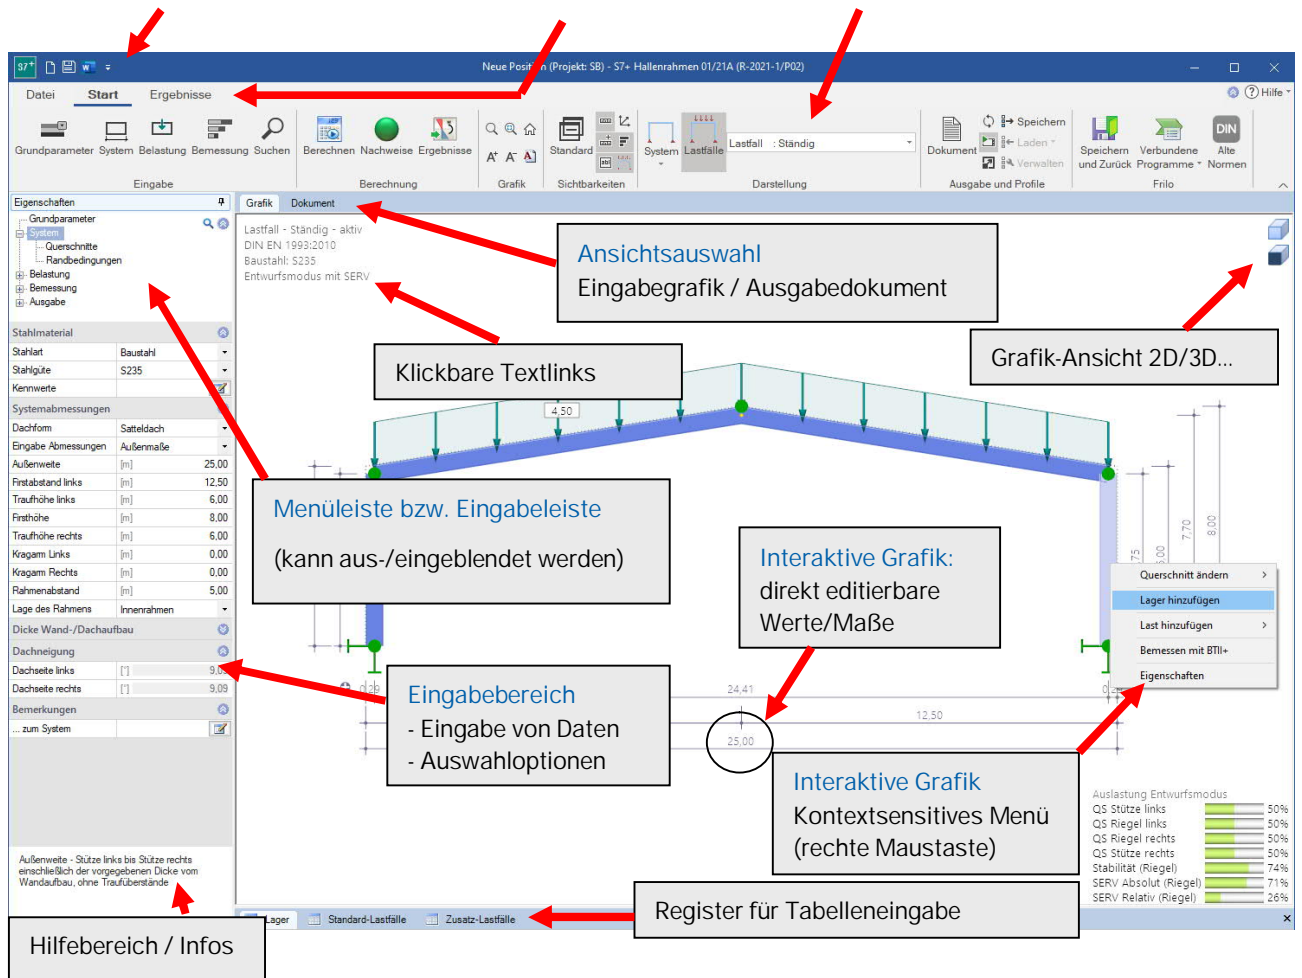 S7+
Neue Position (Projekt: SB) - S7+ Hallenrahmen 01/21A (R-2021-1/P02)
Datei Start Ergebnisse
Hilfe
Grundparameter System Belastung Bemessung Suchen
Berechnen Nachweise Ergebnisse
Standard
System Lastfälle
Lastfall : Ständig
Dokument
Speichern
Laden
Verwalten
Speichern und Zurück
Verbundene Programme
DIN
Alte Normen
Eingabe Berechnung Grafik Sichtbarkeiten Darstellung Ausgabe und Profile Frilo
Eigenschaften
Grundparameter
System
Querschnitte
Randbedingungen
Belastung
Bemessung
Ausgabe
Stahlmaterial
Stahlart Baustahl
Stahlgüte S235
Kennwerte
Systemabmessungen
Dachform Satteldach
Eingabe Abmessungen Außenmaße
Außenweite [m] 25,00
Firstabstand links [m] 12,50
Traufhöhe links [m] 6,00
Firsthöhe [m] 8,00
Traufhöhe rechts [m] 6,00
Kragarm Links [m] 0,00
Kragarm Rechts [m] 0,00
Rahmenabstand [m] 5,00
Lage des Rahmens Innenrahmen
Dicke Wand-/Dachaufbau
Dachneigung
Dachseite links [°] 9,09
Dachseite rechts [°] 9,09
Bemerkungen
... zum System
Außenweite - Stütze links bis Stütze rechts
einschließlich der vorgegebenen Dicke vom
Wandaufbau, ohne Traufüberstände
Hilfebereich / Infos
Grafik Dokument
Lastfall - Ständig - aktiv
DIN EN 1993:2010
Baustahl: S235
Entwurfsmodus mit SERV
Ansichtsauswahl
Eingabegrafik / Ausgabedokument
Klickbare Textlinks
Grafik-Ansicht 2D/3D...
4,50
Menüleiste bzw. Eingabeleiste
(kann aus-/eingeblendet werden)
Interaktive Grafik:
direkt editierbare
Werte/Maße
7,70
8,00
Querschnitt ändern
Lager hinzufügen
Last hinzufügen
Bemessen mit BTII+
Eigenschaften
Eingabebereich
- Eingabe von Daten
- Auswahloptionen
24,41
12,50
25,00
Interaktive Grafik
Kontextsensitives Menü
(rechte Maustaste)
Auslastung Entwurfsmodus
QS Stütze links 50%
QS Riegel links 50%
QS Riegel rechts 50%
QS Stütze rechts 50%
Stabilität (Riegel) 74%
SERV Absolut (Riegel) 71%
SERV Relativ (Riegel) 26%
Lager Standard-Lastfälle Zusatz-Lastfälle
Register für Tabelleneingabe